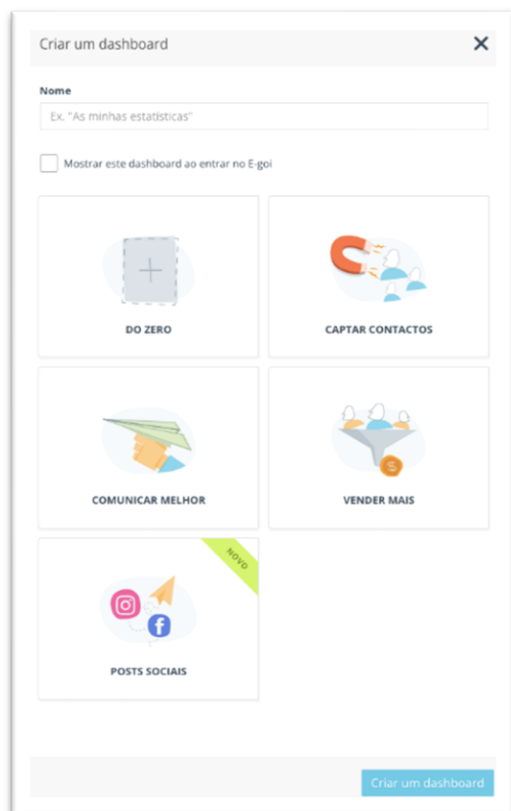 Criar um dashboard
Nome
Ex. "As minhas estatísticas"
Mostrar este dashboard ao entrar no E-goi
DO ZERO
CAPTAR CONTACTOS
COMUNICAR MELHOR
VENDER MAIS
NOVO
POSTS SOCIAIS
Criar um dashboard